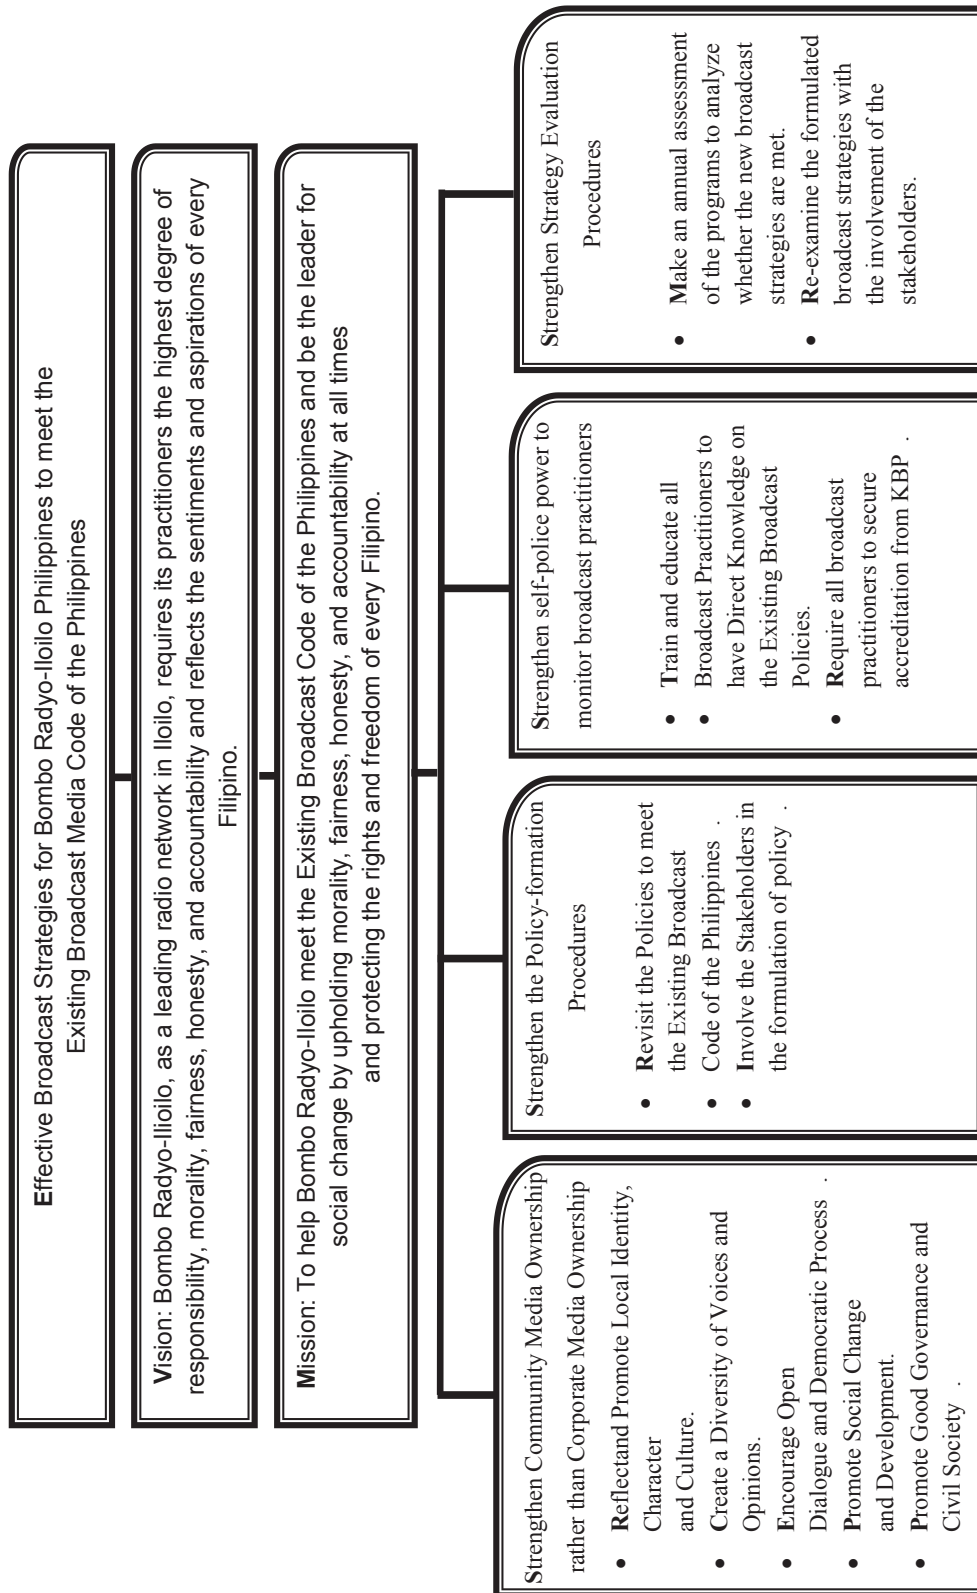 Effective Broadcast Strategies for Bombo Radyo-Iloilo Philippines to meet the
Existing Broadcast Media Code of the Philippines
Vision: Bombo Radyo-Ilioilo, as a leading radio network in Iloilo, requires its practitioners the highest degree of
responsibility, morality, fairness, honesty, and accountability and reflects the sentiments and aspirations of every
Filipino.
Mission: To help Bombo Radyo-Iloilo meet the Existing Broadcast Code of the Philippines and be the leader for
social change by upholding morality, fairness, honesty, and accountability at all times
and protecting the rights and freedom of every Filipino.
Strengthen Community Media Ownership
rather than Corporate Media Ownership
• Reflectand Promote Local Identity,
Character
and Culture.
• Create a Diversity of Voices and
Opinions.
• Encourage Open
Dialogue and Democratic Process .
• Promote Social Change
and Development.
• Promote Good Governance and
Civil Society .
Strengthen the Policy-formation
Procedures
• Revisit the Policies to meet
the Existing Broadcast
• Code of the Philippines .
• Involve the Stakeholders in
the formulation of policy .
Strengthen self-police power to
monitor broadcast practitioners
• Train and educate all
• Broadcast Practitioners to
have Direct Knowledge on
the Existing Broadcast
Policies.
• Require all broadcast
practitioners to secure
accreditation from KBP .
Strengthen Strategy Evaluation
Procedures
• Make an annual assessment
of the programs to analyze
whether the new broadcast
strategies are met.
• Re-examine the formulated
broadcast strategies with
the involvement of the
stakeholders.